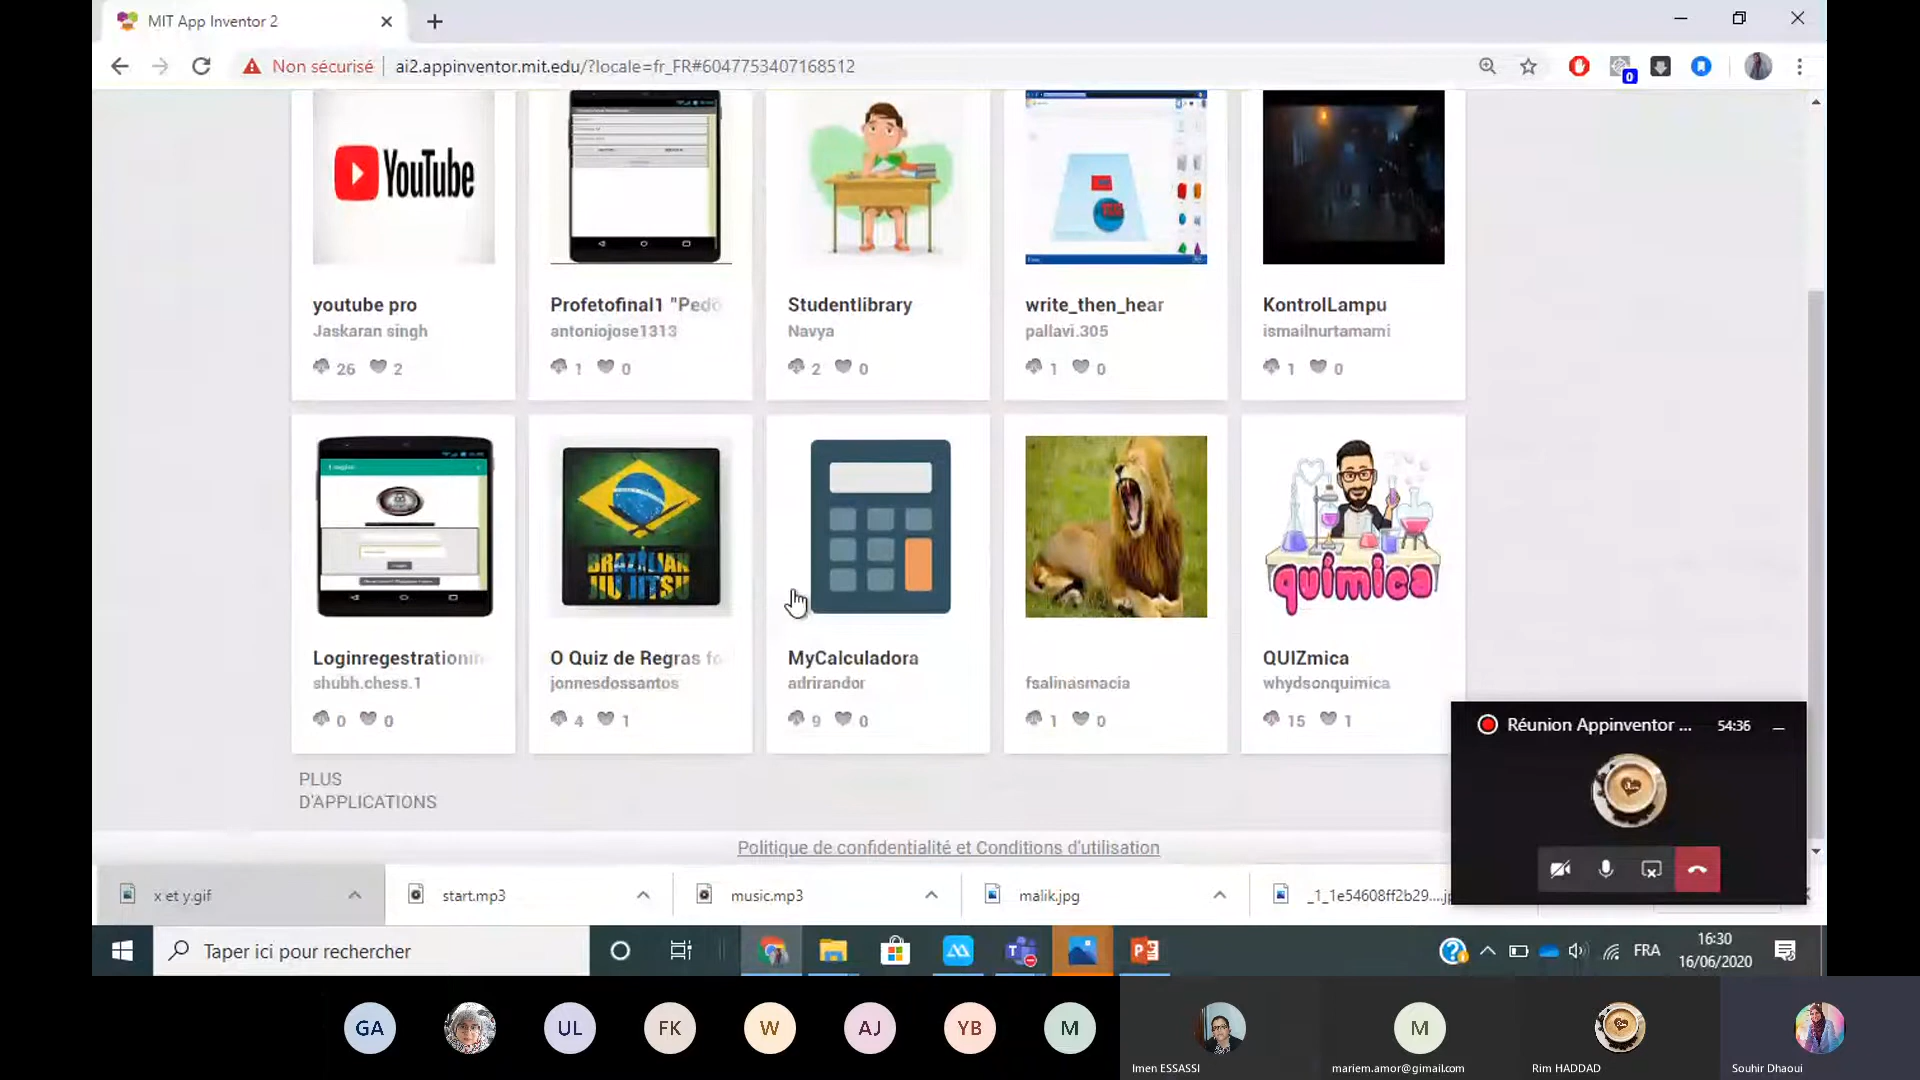 MIT App Inventor 2
Non sécurisé
ai2.appinventor.mit.edu/?locale=fr_FR#6047753407168512
0
YouTube
youtube pro
Profetofinal1 "Pedo
Studentlibrary
write_then_hear
KontrolLampu
Jaskaran singh
antoniojose1313
Navya
pallavi.305
ismailnurtamami
26 2
1 0
2 0
1 0
1 0
BRAZILIAN
JIU JITSU
química
Loginregestrationin
O Quiz de Regras fo
MyCalculadora
QUIZmica
shubh.chess.1
jonnesdossantos
adrirandor
fsalinasmacia
whydsonquimica
0 0
4 1
9 0
1 0
15 1
Réunion Appinventor ...
54:36
PLUS
D'APPLICATIONS
Politique de confidentialité et Conditions d'utilisation
x et y.gif
start.mp3
music.mp3
malik.jpg
_1_1e54608ff2b29....jp
Taper ici pour rechercher
FRA
16:30
16/06/2020
GA
UL
FK
W
AJ
YB
M
M
Imen ESSASSI
mariem.amor@gimail.com
Rim HADDAD
Souhir Dhaoui